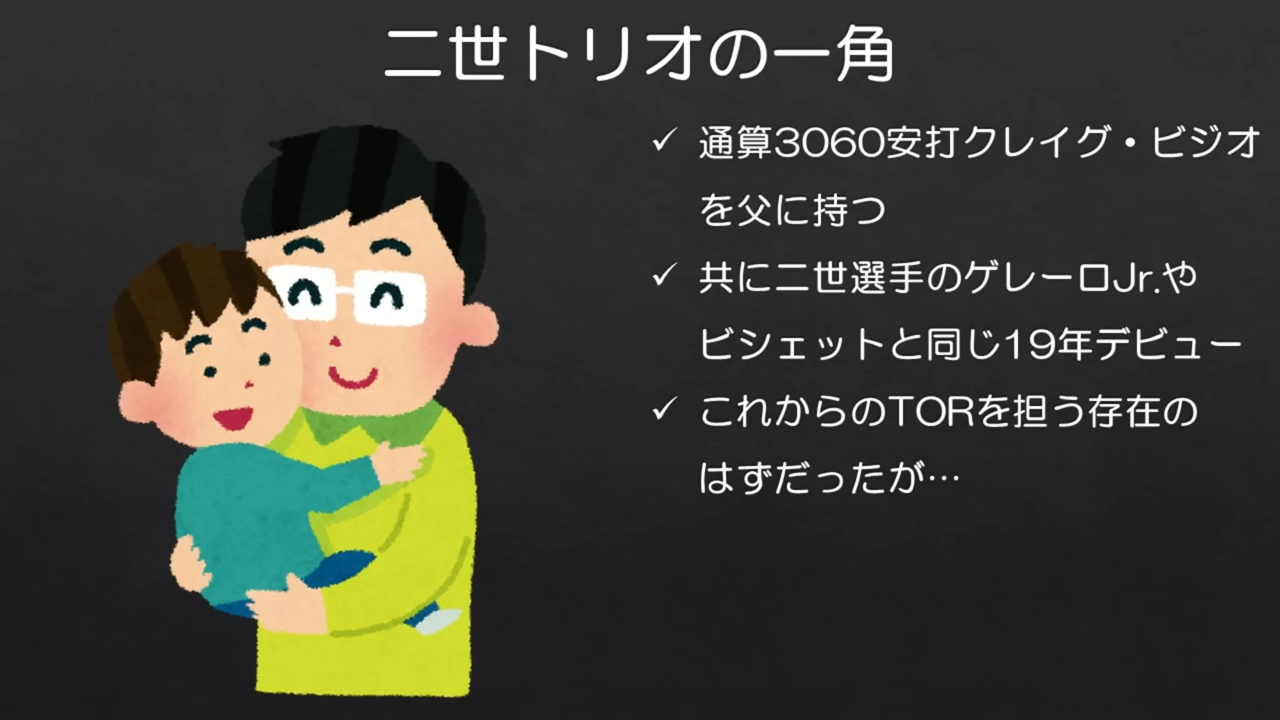 二世トリオの一角
✓ 通算3060安打クレイグ・ビジオ
を父に持つ
✓ 共に二世選手のゲレーロJr.や
ビシェットと同じ19年デビュー
✓ これからのTORを担う存在の
はずだったが…